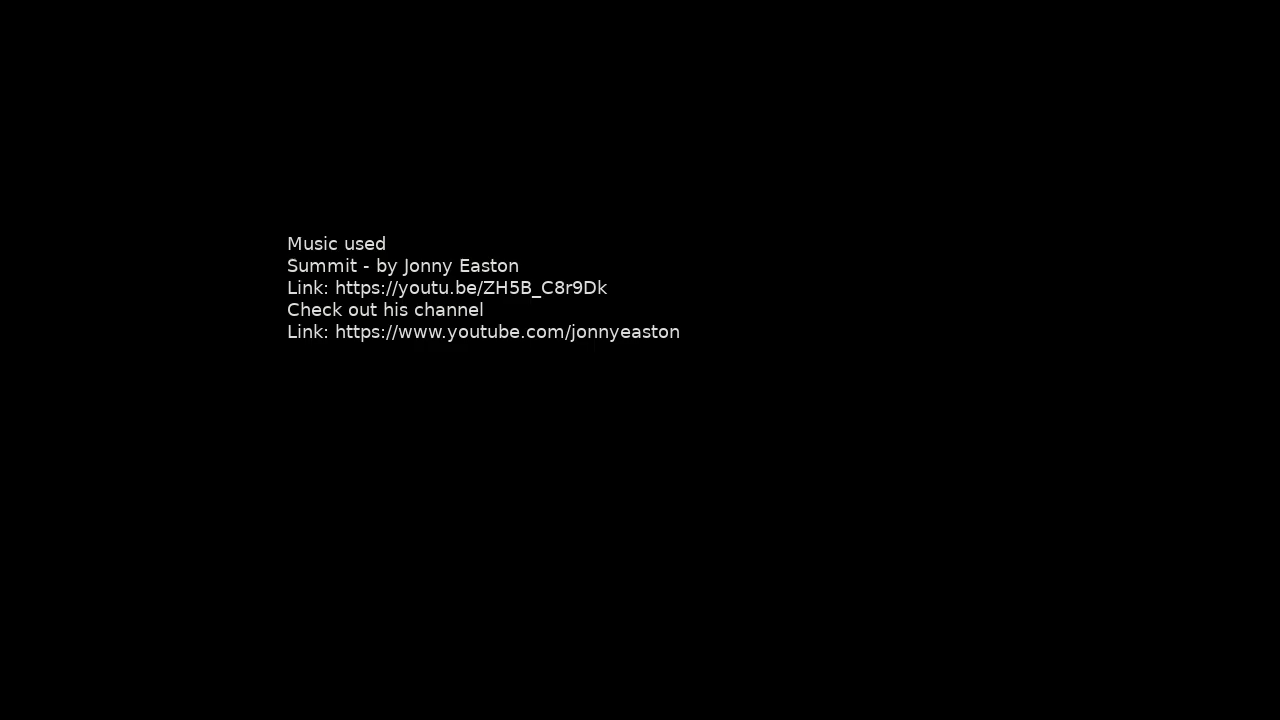 Music used
Summit - by Jonny Easton
Link: https://youtu.be/ZH5B_C8r9Dk
Check out his channel
Link: https://www.youtube.com/jonnyeaston